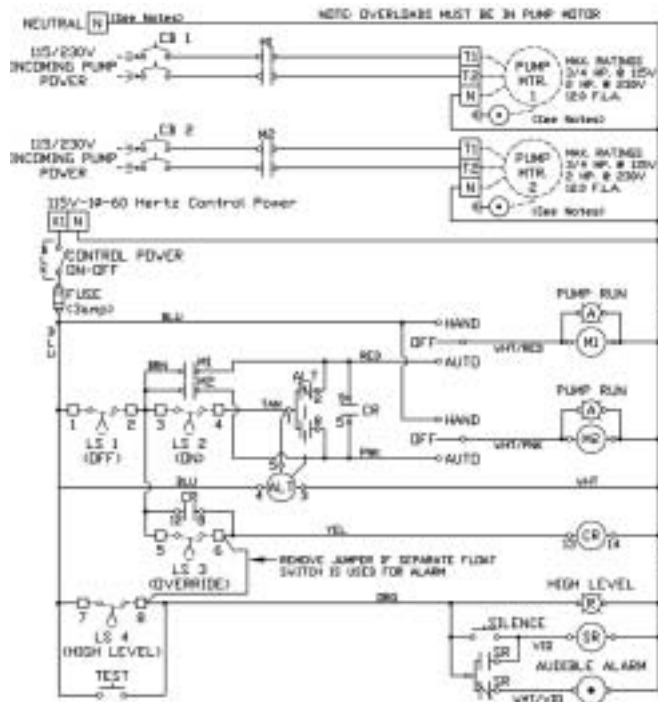 NOTE: OVERLOADS MUST BE IN PUMP MOTOR
NEUTRAL N (See Notes)
CB 1
M1
115/230V
INCOMING PUMP
POWER
T1
T2
N
PUMP
MTR.
1
MAX. RATINGS
3/4 HP. @ 115V
2 HP. @ 230V
12.0 F.L.A.
(See Notes)
CB 2
M2
115/230V
INCOMING PUMP
POWER
T1
T2
N
PUMP
MTR.
2
MAX. RATINGS
3/4 HP. @ 115V
2 HP. @ 230V
12.0 F.L.A.
(See Notes)
115V-1Ø-60 Hertz Control Power
X1 N
CONTROL POWER
ON-OFF
FUSE
BLU
HAND
OFF
AUTO
WHT/RED
PUMP RUN
A
M1
BRN
M1
M2
RED
ALT
TAN
CR
1 2 3 4
LS 1
(OFF)
LS 2
(ON)
HAND
OFF
AUTO
WHT/PNK
PNK
PUMP RUN
A
M2
BLU
ALT
WHT
CR
YEL
13 CR 14
5 6
LS 3
(OVERRIDE)
REMOVE JUMPER IF SEPARATE FLOAT
SWITCH IS USED FOR ALARM
ORG
HIGH LEVEL
R
7 8
LS 4
(HIGH LEVEL)
TEST
SILENCE
VIO
SR
SR
AUDIBLE ALARM
SR
WHT/VIO